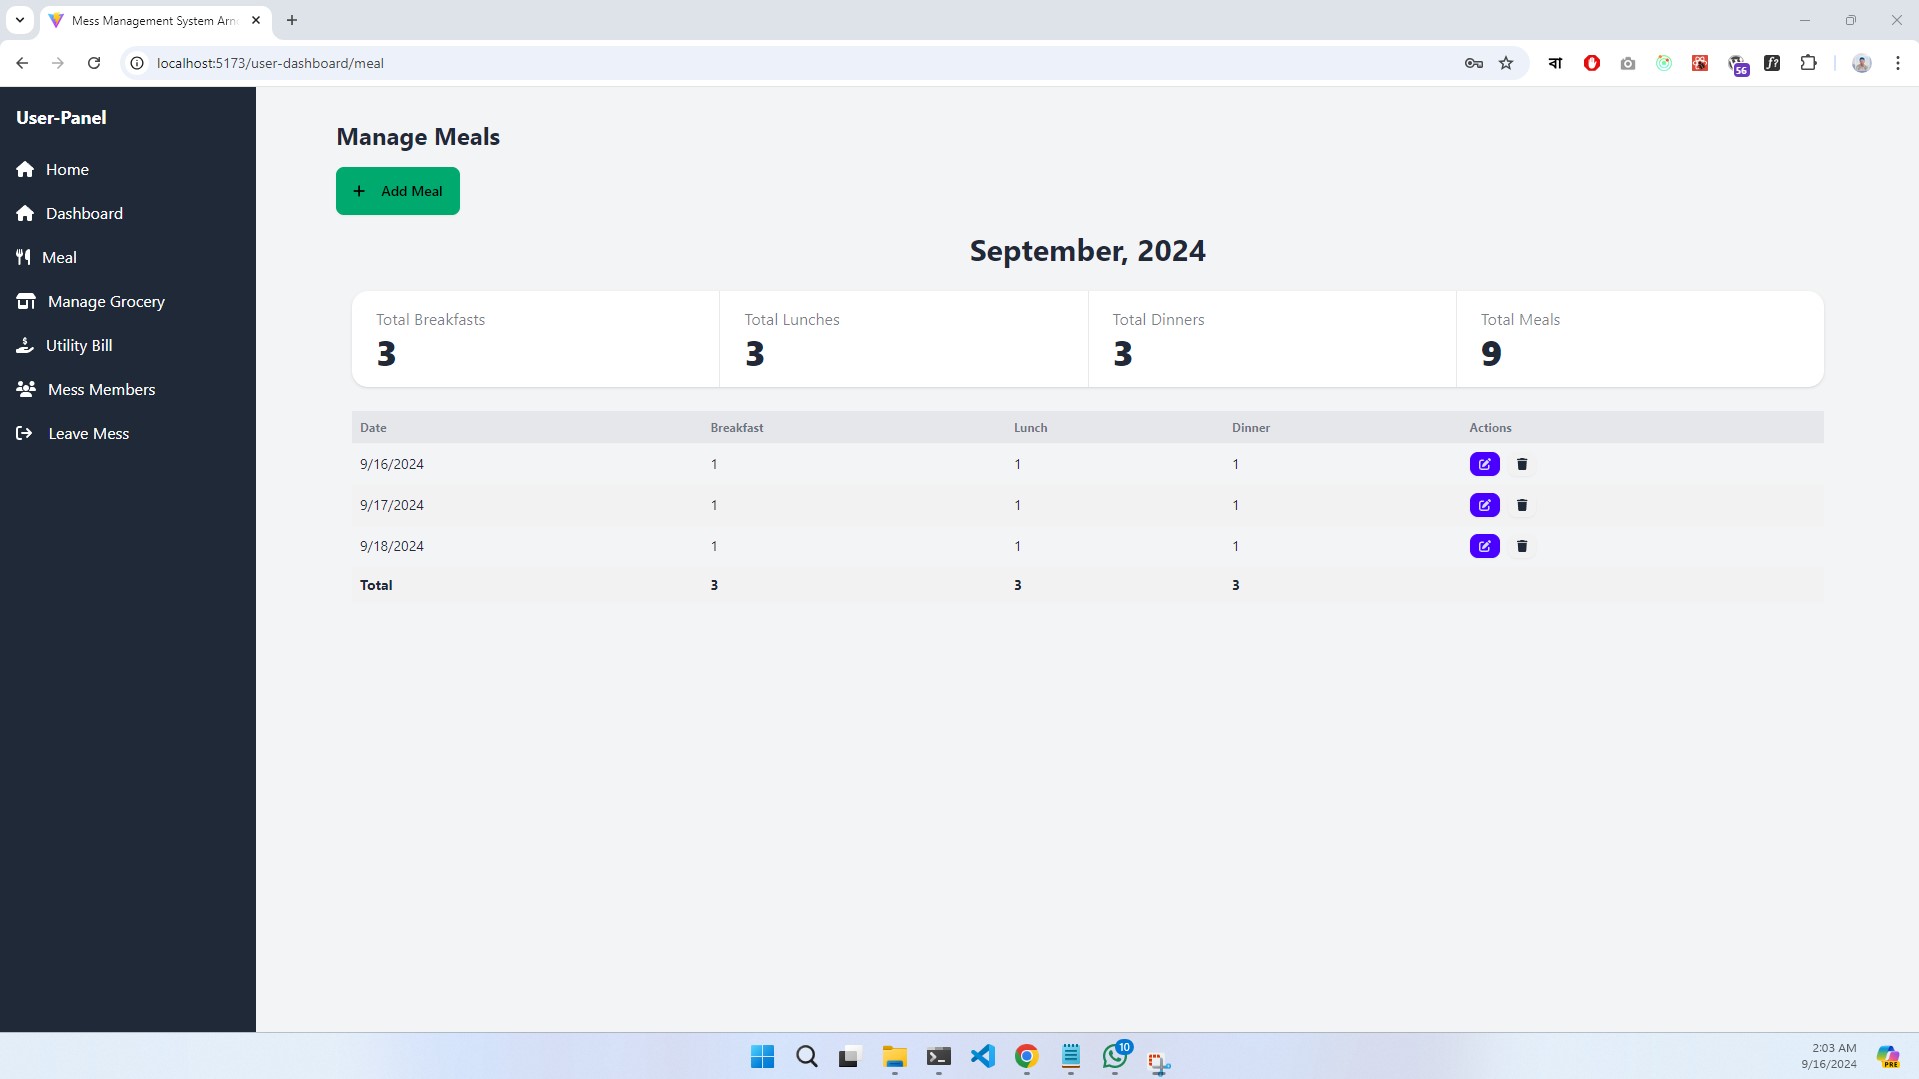 Mess Management System Arn
localhost:5173/user-dashboard/meal
বা
56
f?
User-Panel
Home
Dashboard
Meal
Manage Grocery
Utility Bill
Mess Members
Leave Mess
Manage Meals
+ Add Meal
September, 2024
Total Breakfasts
3
Total Lunches
3
Total Dinners
3
Total Meals
9
Date Breakfast Lunch Dinner Actions
9/16/2024 1 1 1
9/17/2024 1 1 1
9/18/2024 1 1 1
Total 3 3 3
10
2:03 AM
9/16/2024
PRE